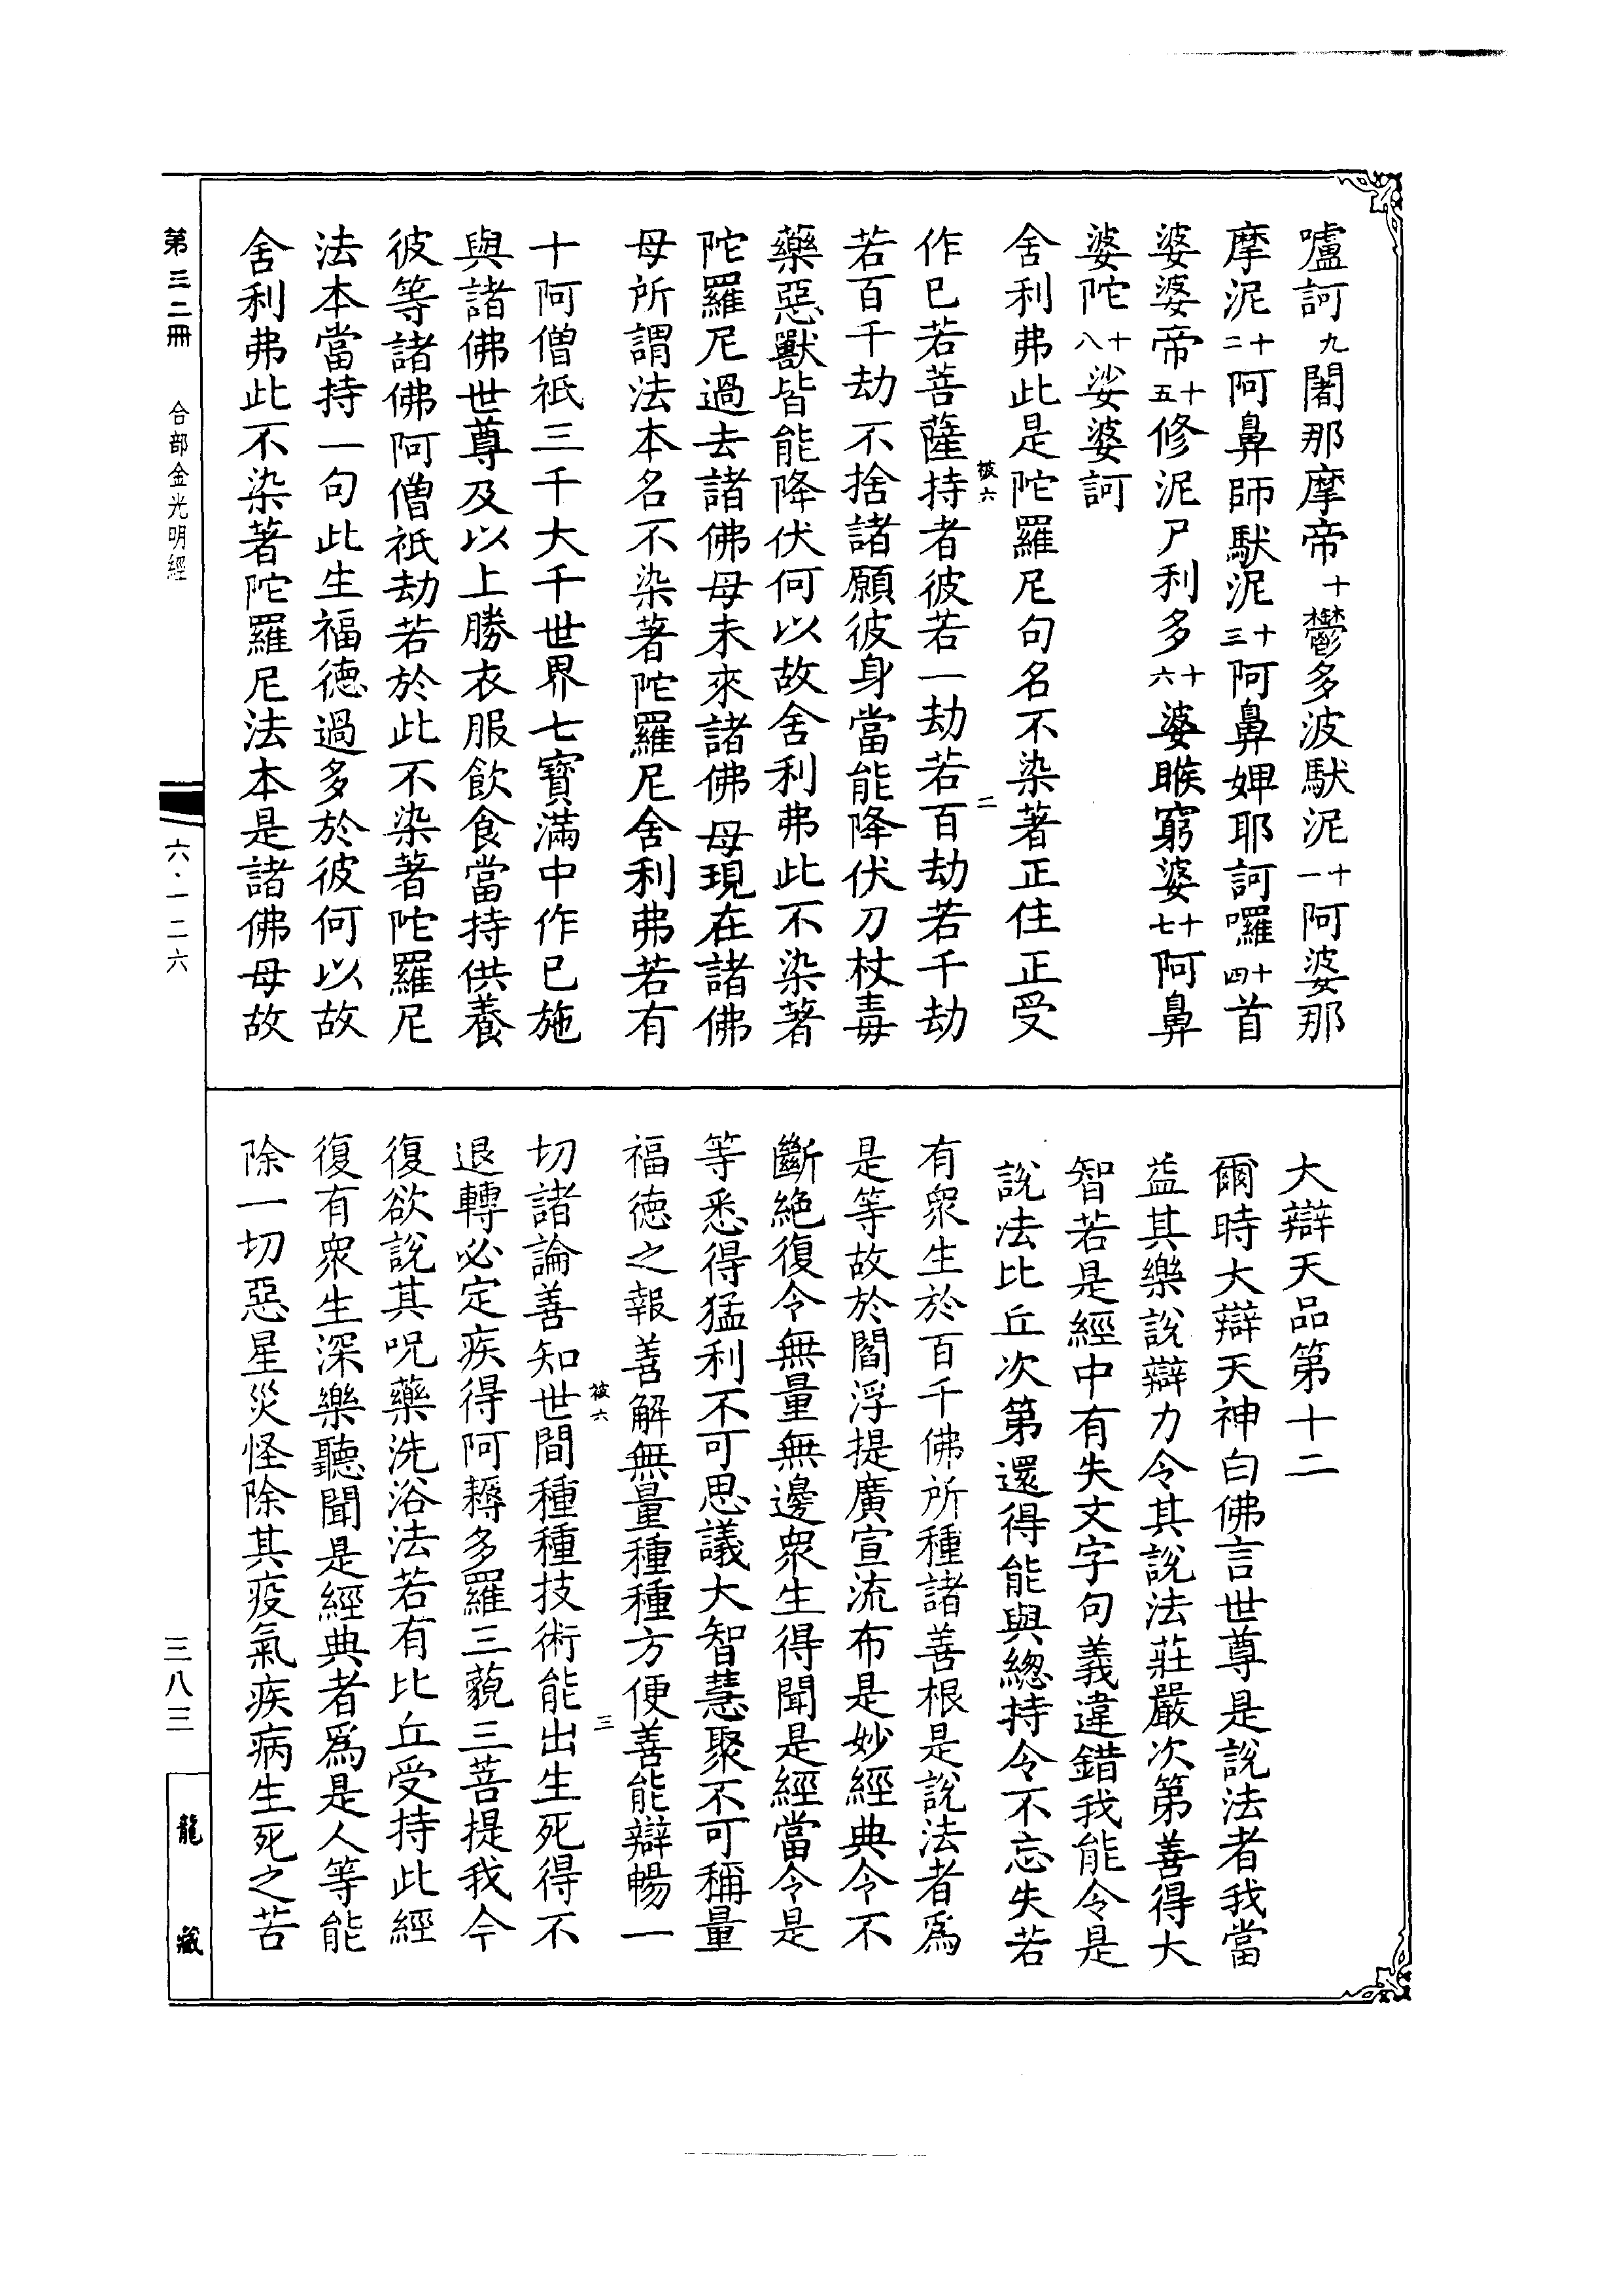 嚧訶九闍那摩帝十鬱多波馱泥十一阿娑那
摩泥十二阿鼻師馱泥十三阿鼻婢耶訶囉十四首
婆婆帝十五修泥尸利多十六婆睺窮婆十七阿鼻
婆陀十八娑婆訶
舍利弗此是陀羅尼句名不染著正住正受
作已若菩薩持者彼若一劫若百劫若千劫
若百千劫不捨諸願彼身當能降伏刀杖毒
藥惡獸皆能降伏何以故舍利弗此不染著
陀羅尼過去諸佛母未來諸佛母現在諸佛
母所謂法本名不染著陀羅尼舍利弗若有
十阿僧祇三千大千世界七寶滿中作已施
與諸佛世尊及以上勝衣服飲食當持供養
彼等諸佛阿僧祇劫若於此不染著陀羅尼
法本當持一句此生福德過多於彼何以故
舍利弗此不染著陀羅尼法本是諸佛母故
大辯天品第十二
爾時大辯天神白佛言世尊是說法者我當
益其樂說辯力令其說法莊嚴次第善得大
智若是經中有失文字句義違錯我能令是
說法比丘次第還得能與總持令不忘失若
有衆生於百千佛所種諸善根是說法者爲
是等故於閻浮提廣宣流布是妙經典令不
斷絕復令無量無邊衆生得聞是經當令是
等悉得猛利不可思議大智慧聚不可稱量
福德之報善解無量種種方便善能辯暢一
切諸論善知世間種種技術能出生死得不
退轉必定疾得阿耨多羅三藐三菩提我今
復欲說其呪藥洗浴法若有比丘受持此經
復有衆生深樂聽聞是經典者爲是人等能
除一切惡星災怪除其疫氣疾病生死之苦
第三二冊
合部金光明經
六·一二六
三八三
龍藏